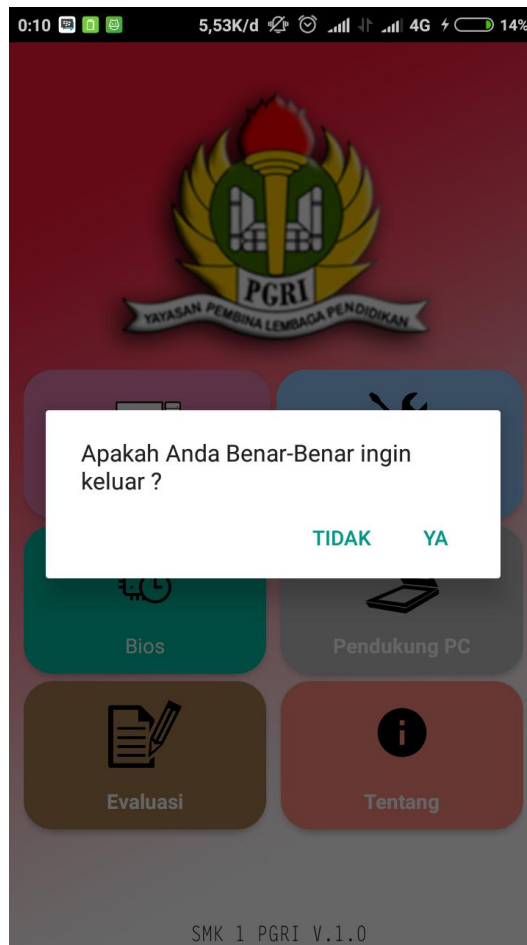 0:10 5,53K/d 4G 14%
YAYASAN PEMBINA LEMBAGA PENDIDIKAN
PGRI
Apakah Anda Benar-Benar ingin
keluar ?
TIDAK YA
Bios Pendukung PC
Evaluasi Tentang
SMK 1 PGRI V.1.0